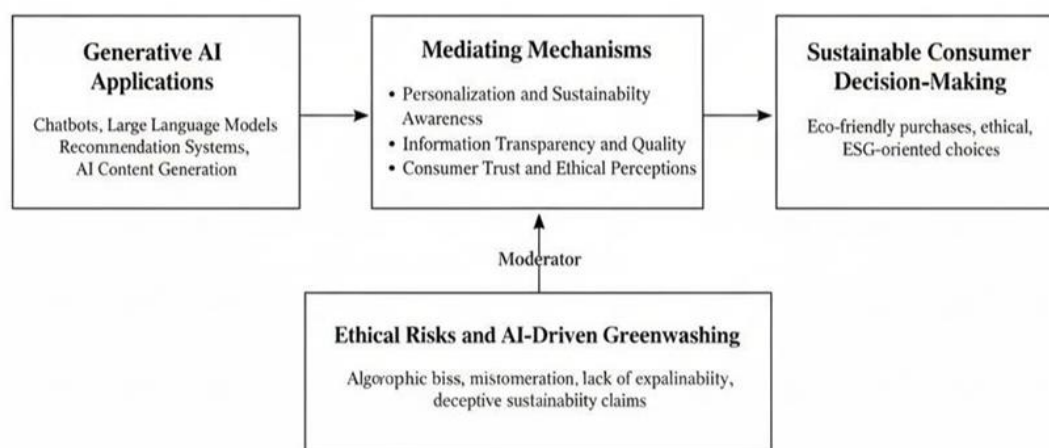 Generative AI
Applications
Chatbots, Large Language Models
Recommendation Systems,
AI Content Generation
Mediating Mechanisms
• Personalization and Sustainabilty
Awareness
• Information Transparency and Quality
• Consumer Trust and Ethical Perceptions
Sustainable Consumer
Decision-Making
Eco-friendly purchases, ethical,
ESG-oriented choices
Moderator
Ethical Risks and AI-Driven Greenwashing
Algorophic biss, mistomeration, lack of expalinabiity,
deceptive sustainabiity claims